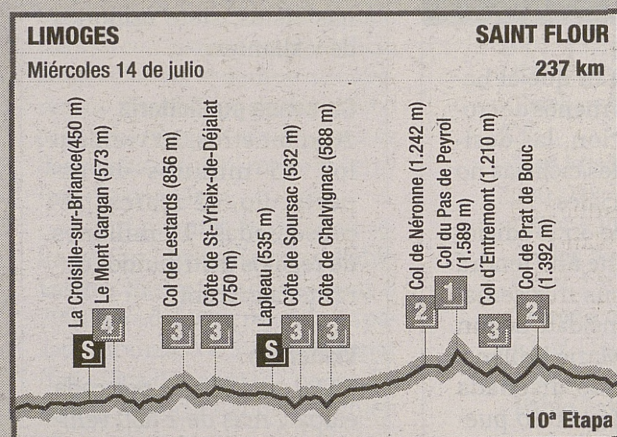 LIMOGES
SAINT FLOUR
Miércoles 14 de julio
237 km
La Croisille-sur-Briance(450 m)
Le Mont Gargan (573 m)
Col de Lestards (856 m)
Côte de St-Yrieix-de-Déjalat
(750 m)
Lapleau (535 m)
Côte de Soursac (532 m)
Côte de Chalvignac (588 m)
Col de Néronne (1.242 m)
Col du Pas de Peyrol
(1.589 m)
Col d'Entremont (1.210 m)
Col de Prat de Bouc
(1.392 m)
S
4
3
3
S
3
3
2
1
3
2
10ª Etapa